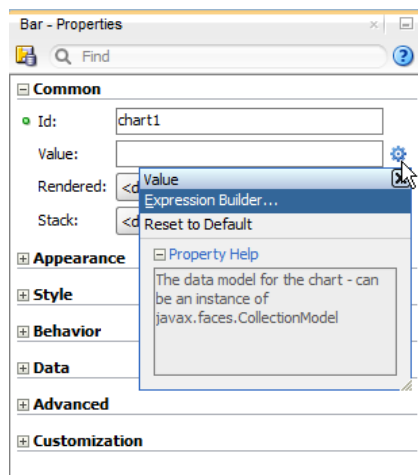 Bar - Properties
Find
Common
Id: chart1
Value:
Rendered: <d
Stack: <d
Value
Expression Builder...
Reset to Default
Property Help
The data model for the chart - can
be an instance of
javax.faces.CollectionModel
Appearance
Style
Behavior
Data
Advanced
Customization